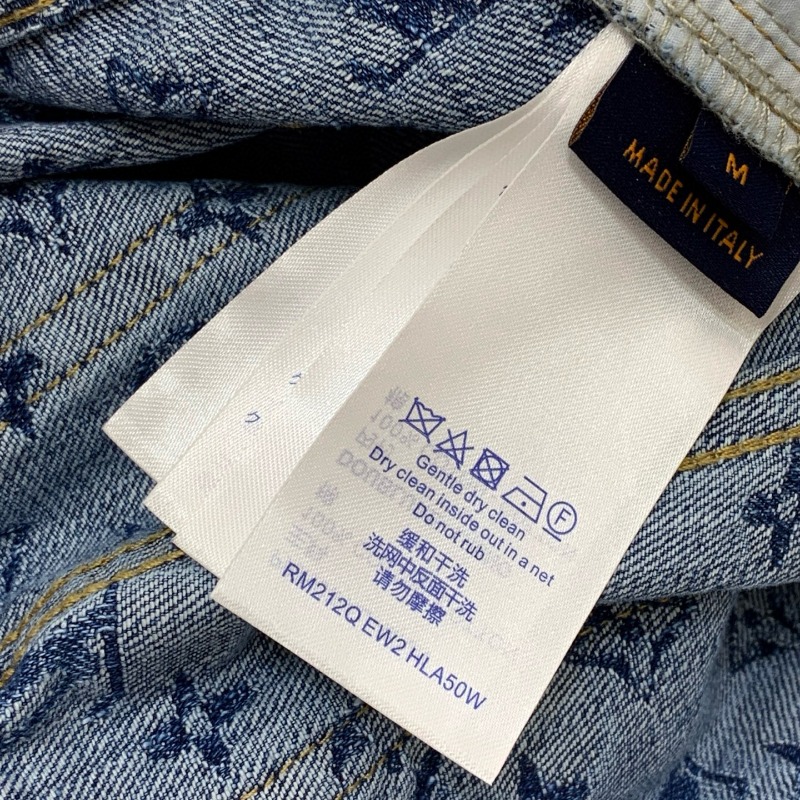 M
MADE IN ITALY
F
Gentle dry clean
Dry clean inside out in a net
Do not rub
缓和干洗
洗网中反面干洗
请勿摩擦
RM212Q EW2 HLA50W